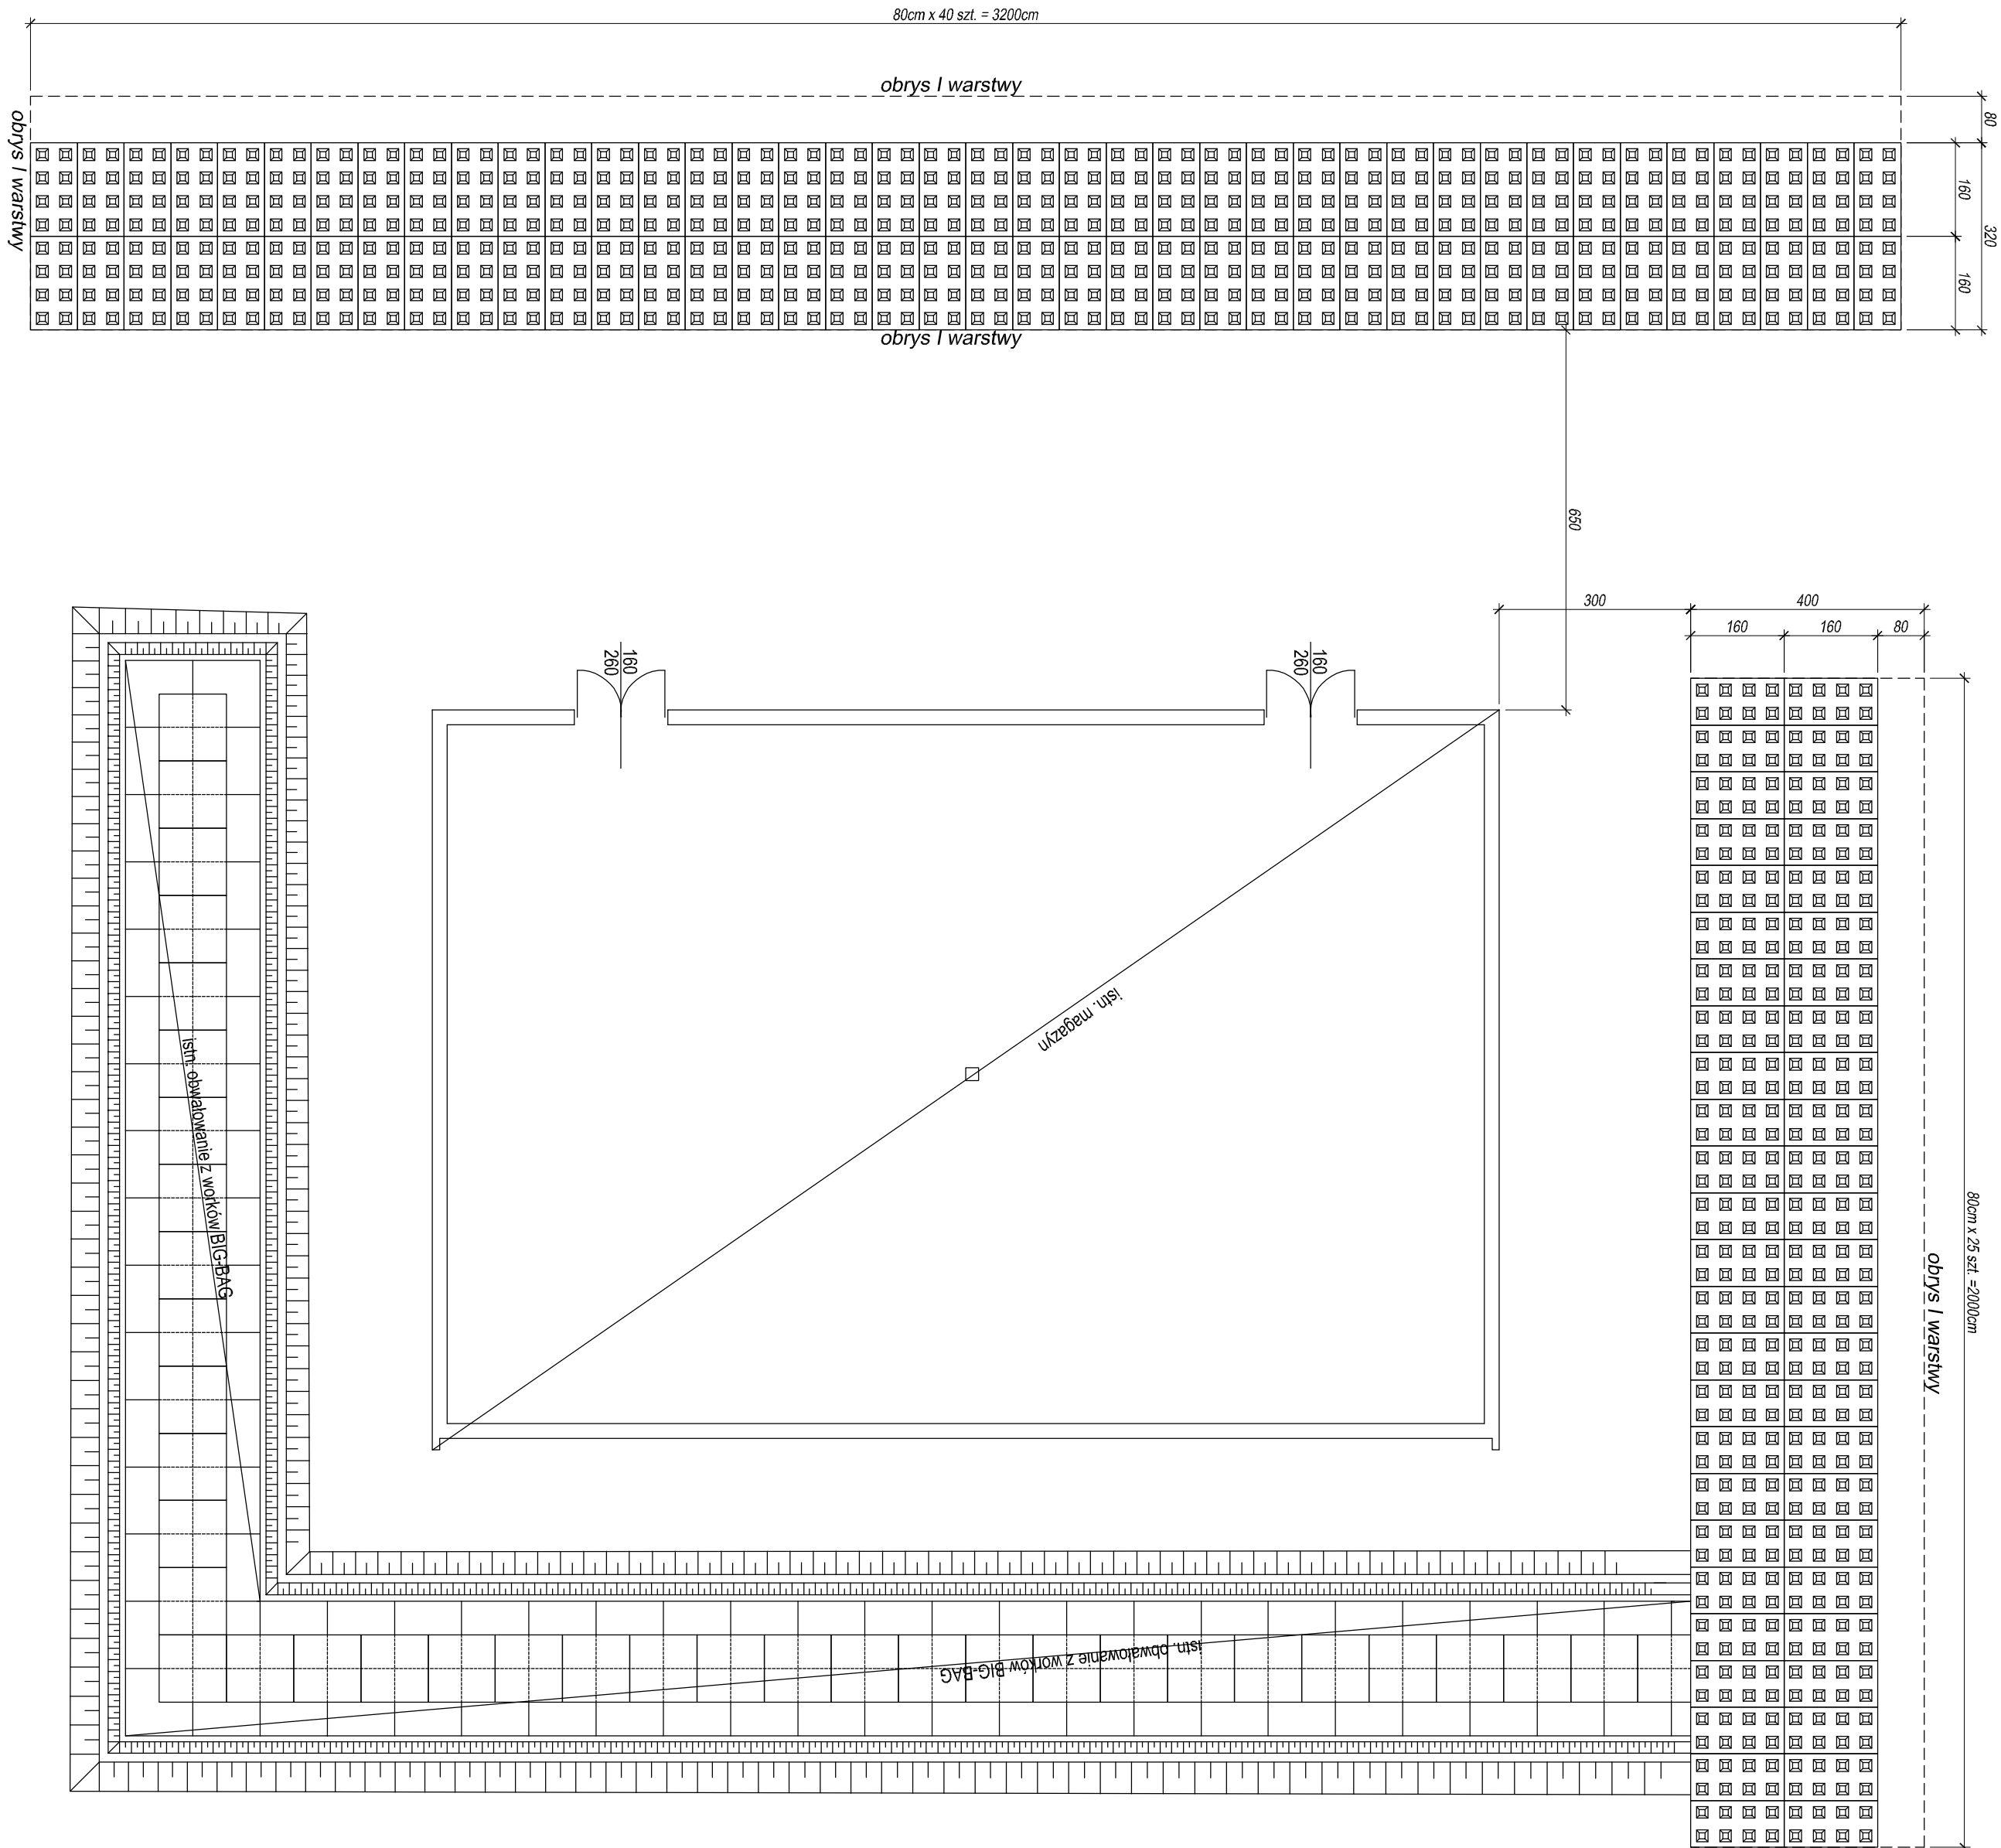 80cm x 40 szt. = 3200cm
obrys I warstwy
obrys I warstwy
80
160
320
160
obrys I warstwy
650
300
400
160
160
80
160
260
160
260
istn. magazyn
istn. obwałowanie z worków BIG-BAG
80cm x 25 szt. =2000cm
obrys I warstwy
istn. obwałowanie z worków BIG-BAG